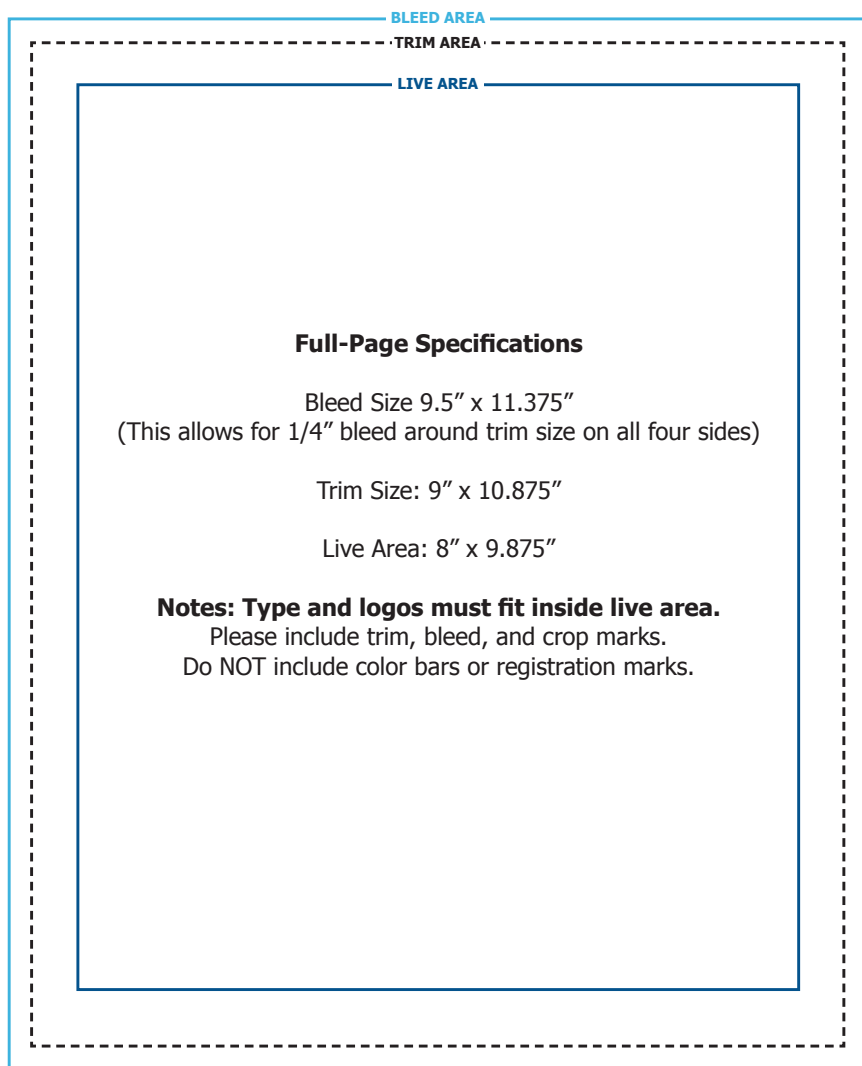 BLEED AREA
TRIM AREA
LIVE AREA
Full-Page Specifications
Bleed Size 9.5” x 11.375”
(This allows for 1/4” bleed around trim size on all four sides)
Trim Size: 9” x 10.875”
Live Area: 8” x 9.875”
Notes: Type and logos must fit inside live area.
Please include trim, bleed, and crop marks.
Do NOT include color bars or registration marks.